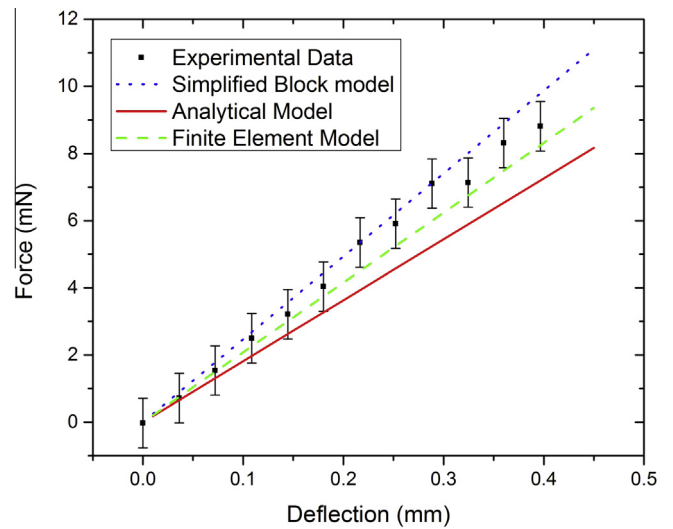 12
10
8
6
4
2
0
Force (mN)
Experimental Data
Simplified Block model
Analytical Model
Finite Element Model
0.0 0.1 0.2 0.3 0.4 0.5
Deflection (mm)